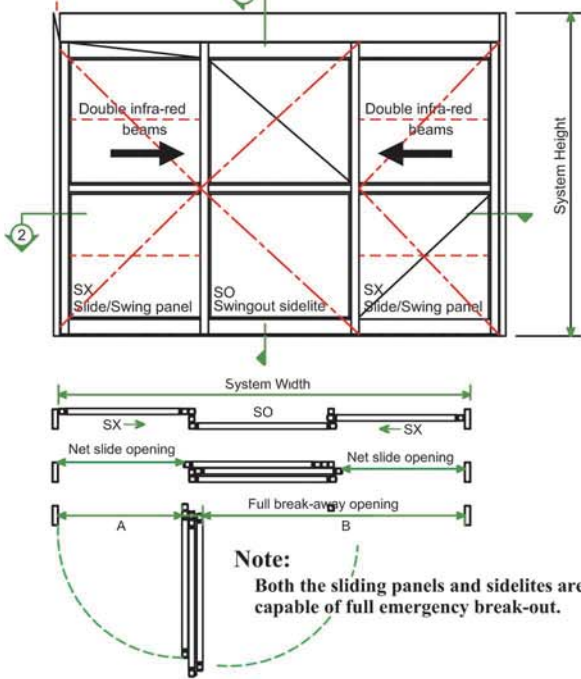 Double infra-red
beams
Double infra-red
beams
System Height
2
SX
Slide/Swing panel
SO
Swingout sidelite
SX
Slide/Swing panel
System Width
SX
SO
SX
Net slide opening
Net slide opening
Full break-away opening
A
B
Note:
Both the sliding panels and sidelites are
capable of full emergency break-out.